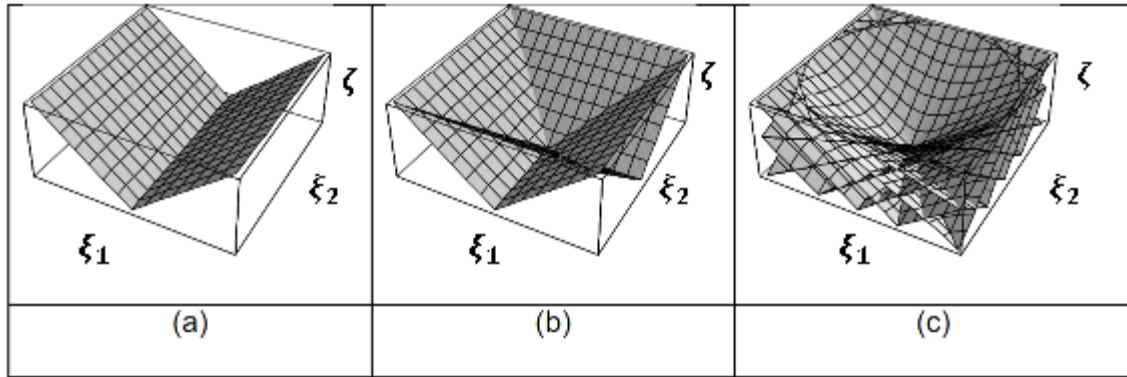 ζ ζ ζ
ξ₂ ξ₂ ξ₂
ξ₁ ξ₁ ξ₁
(a) (b) (c)